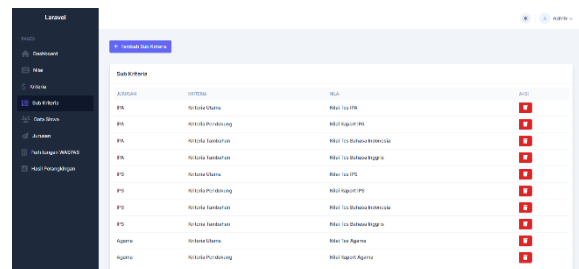 Laravel
Admin
PAGES
Dashboard
Nilai
Kriteria
Sub Kriteria
Data Siswa
Jurusan
Perhitungan WASPAS
Hasil Perangkingan
+ Tambah Sub Kriteria
Sub Kriteria
JURUSAN KRITERIA NILAI AKSI
IPA Kriteria Utama Nilai Tes IPA
IPA Kriteria Pendukung Nilai Raport IPA
IPA Kriteria Tambahan Nilai Tes Bahasa Indonesia
IPA Kriteria Tambahan Nilai Tes Bahasa Inggris
IPS Kriteria Utama Nilai Tes IPS
IPS Kriteria Pendukung Nilai Raport IPS
IPS Kriteria Tambahan Nilai Tes Bahasa Indonesia
IPS Kriteria Tambahan Nilai Tes Bahasa Inggris
Agama Kriteria Utama Nilai Tes Agama
Agama Kriteria Pendukung Nilai Raport Agama